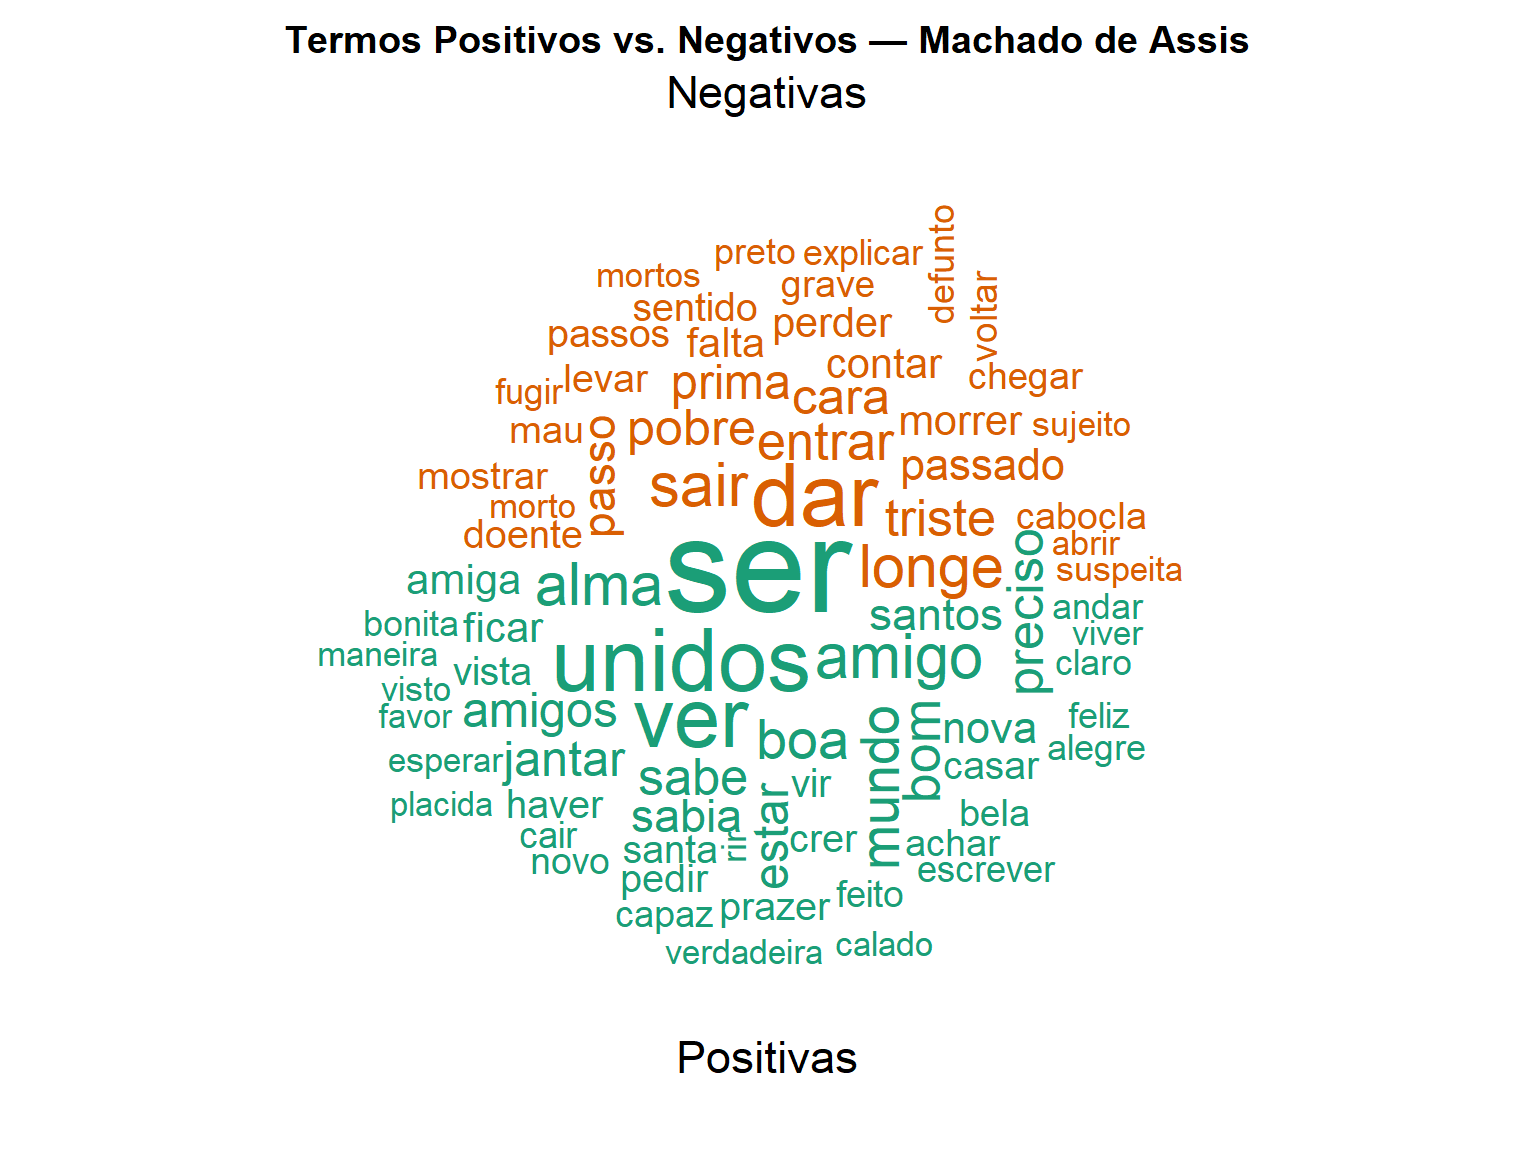 Termos Positivos vs. Negativos — Machado de Assis
Negativas
defunto
preto explicar
mortos grave voltar
sentido perder
passos falta
contar
fugir levar prima cara chegar
mau passo pobre entrar morrer sujeito
mostrar sair dar passado
morto triste cabocla
doente abrir
ser longe preciso suspeita
amiga alma
santos andar
bonita ficar viver
maneira unidos amigo claro
visto vista
favor amigos ver mundo bom nova feliz
boa alegre
esperar jantar casar
sabe vir
placida haver sabia estar bela
cair santa rir crer achar
novo escrever
pedir feito
capaz prazer
verdadeira calado
Positivas